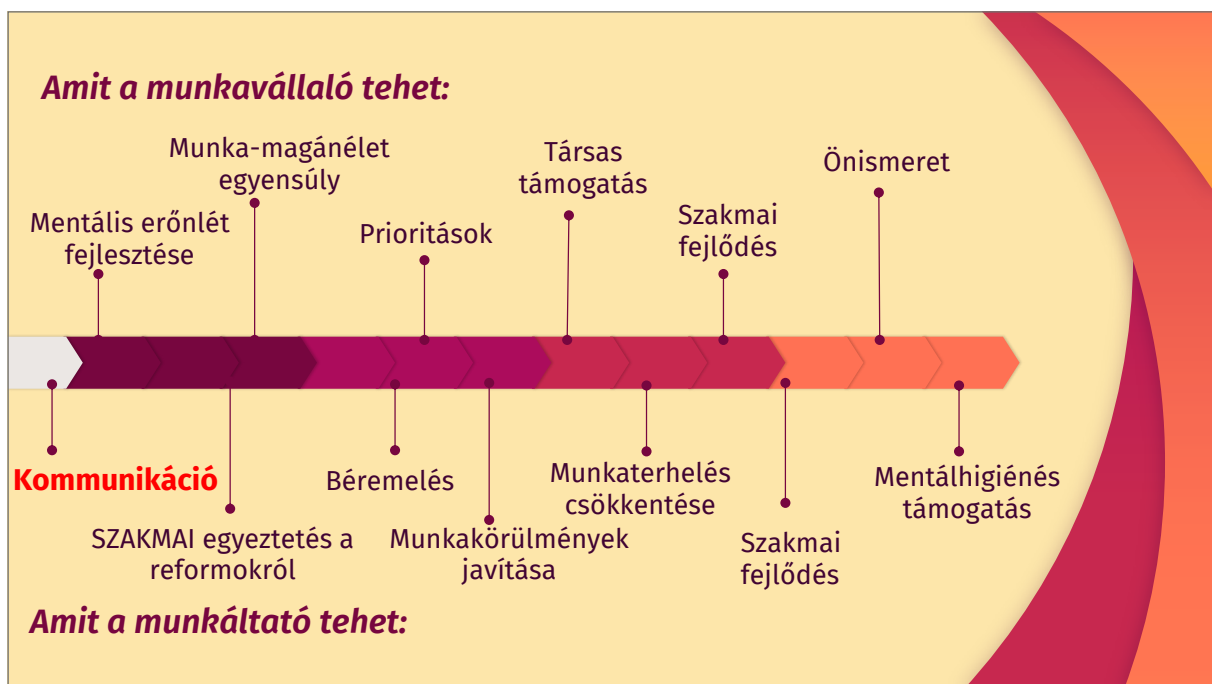 Amit a munkavállaló tehet:
Mentális erőnlét
fejlesztése
Munka-magánélet
egyensúly
Prioritások
Társas
támogatás
Szakmai
fejlődés
Önismeret
Kommunikáció
SZAKMAI egyeztetés a
reformokról
Béremelés
Munkakörülmények
javítása
Munkaterhelés
csökkentése
Szakmai
fejlődés
Mentálhigiénés
támogatás
Amit a munkáltató tehet: